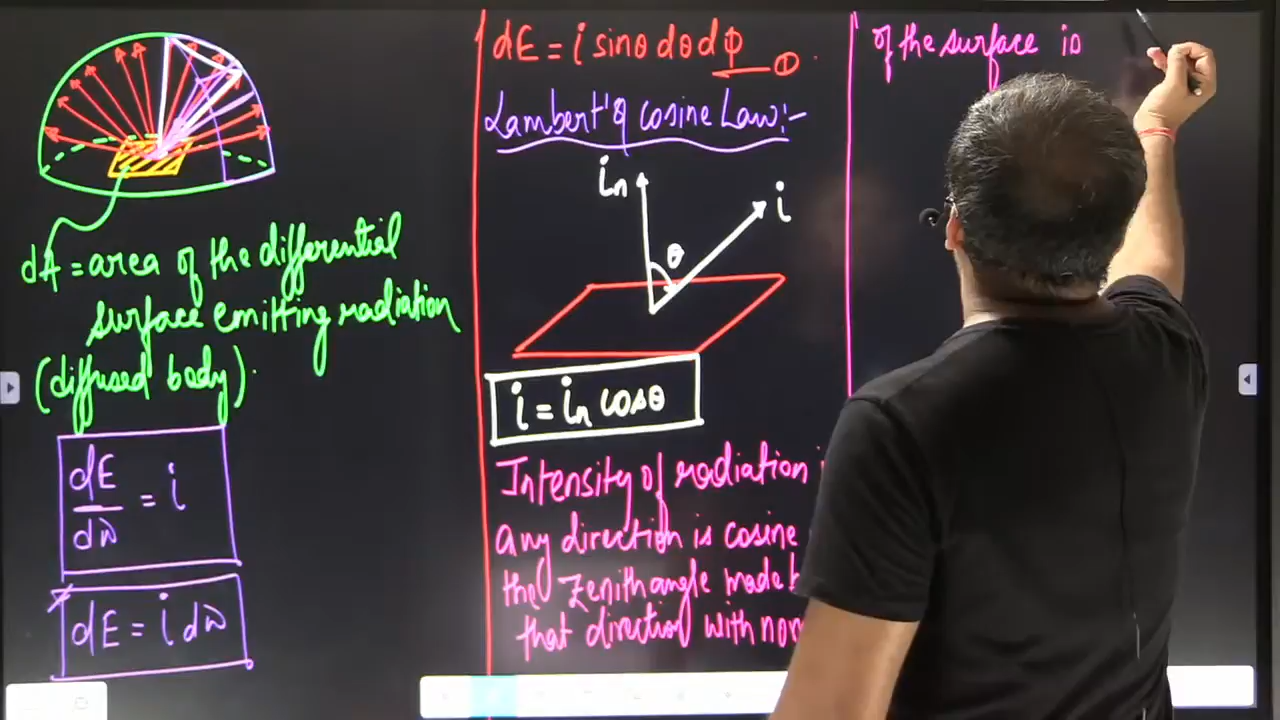 dA = area of the differential
surface emitting radiation
(diffused body).
dE/dω = i
dE = i dω
dE = i sinθ dθ dϕ ①
Lambert's cosine Law:-
in
i
θ
i = in cosθ
Intensity of radiation
any direction is cosine
the zenith angle made
that direction with
of the surface is